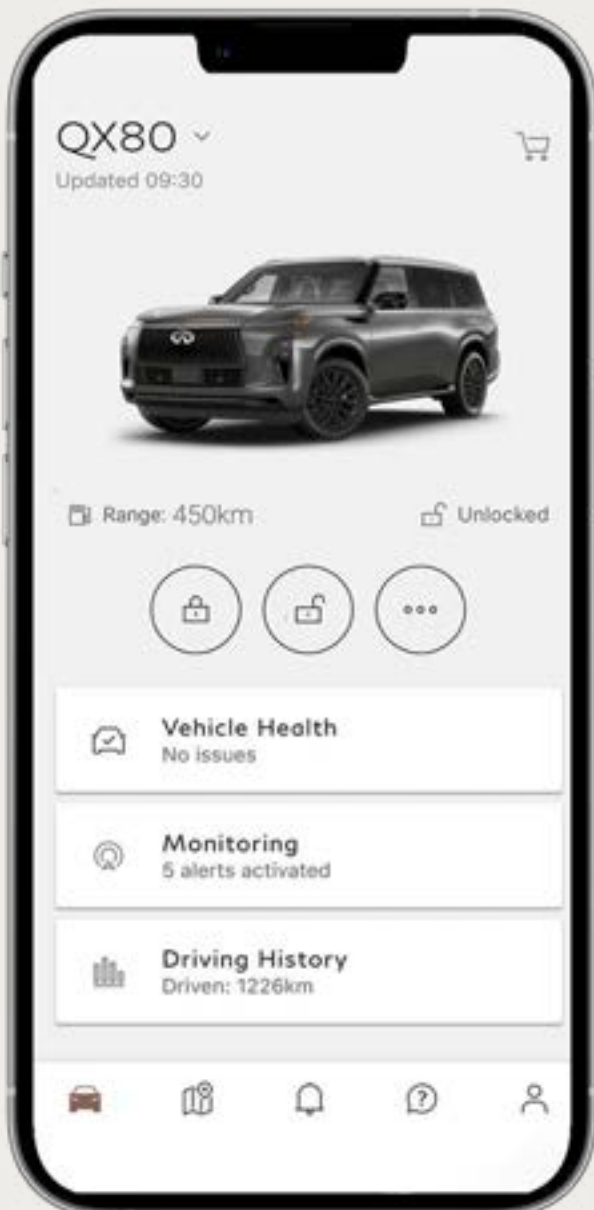 QX80
Updated 09:30
Range: 450km
Unlocked
Vehicle Health
No issues
Monitoring
5 alerts activated
Driving History
Driven: 1226km
?